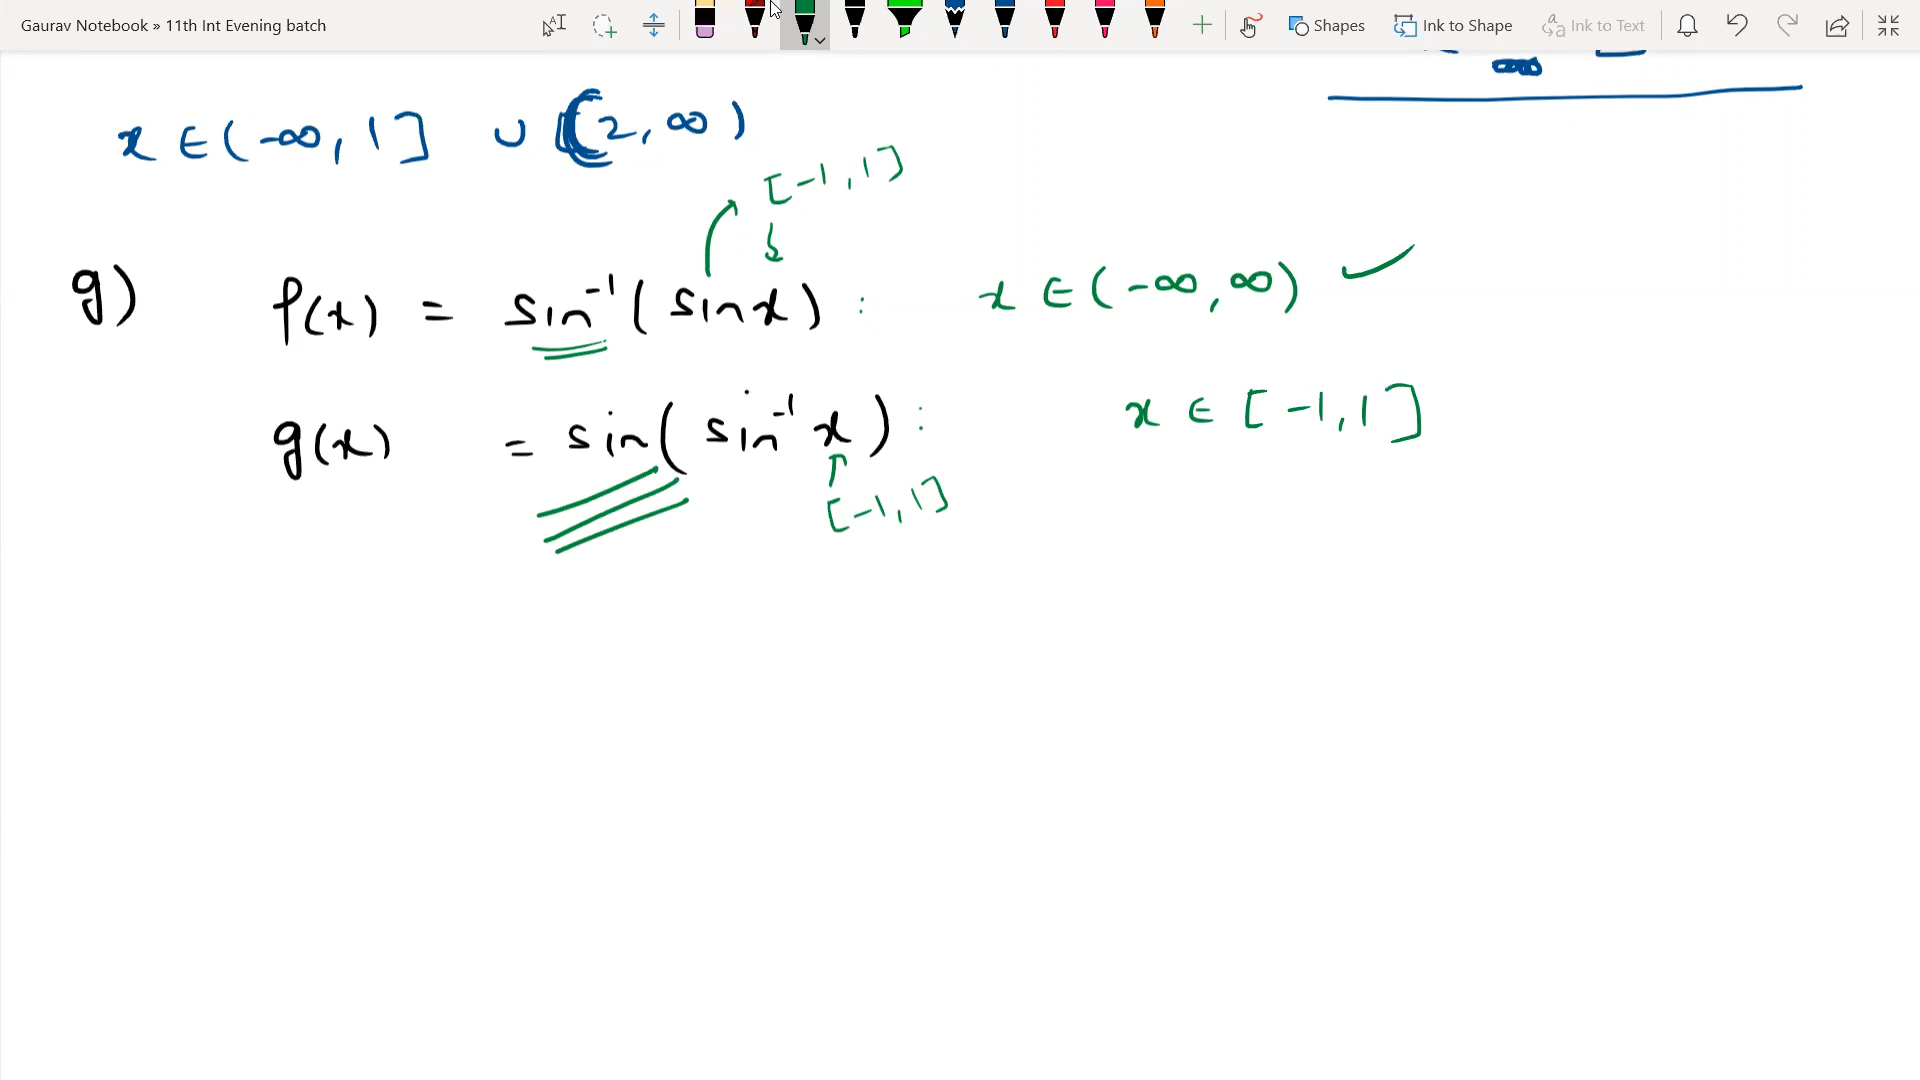 Gaurav Notebook » 11th Int Evening batch
Shapes
Ink to Shape
Ink to Text
x ∈ (-∞, 1] ∪ (2, ∞)
[-1, 1]
g) f(x) = sin⁻¹(sinx) : x ∈ (-∞, ∞) ✓
g(x) = sin(sin⁻¹ x) : x ∈ [-1, 1]
[-1, 1]